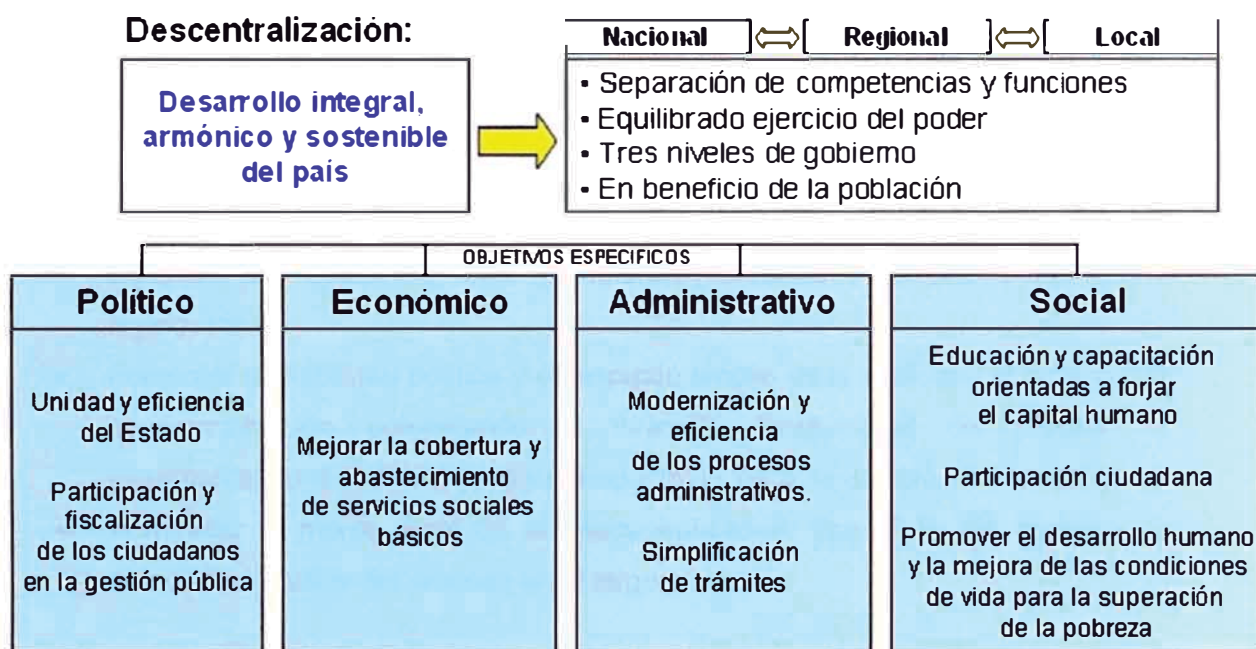 Descentralización:
Desarrollo integral,
armónico y sostenible
del país
Nacional Regional Local
• Separación de competencias y funciones
• Equilibrado ejercicio del poder
• Tres niveles de gobierno
• En beneficio de la población
OBJETIVOS ESPECIFICOS
Político
Unidad y eficiencia
del Estado
Participación y
fiscalización
de los ciudadanos
en la gestión pública
Económico
Mejorar la cobertura y
abastecimiento
de servicios sociales
básicos
Administrativo
Modernización y
eficiencia
de los procesos
administrativos.
Simplificación
de trámites
Social
Educación y capacitación
orientadas a forjar
el capital humano
Participación ciudadana
Promover el desarrollo humano
y la mejora de las condiciones
de vida para la superación
de la pobreza